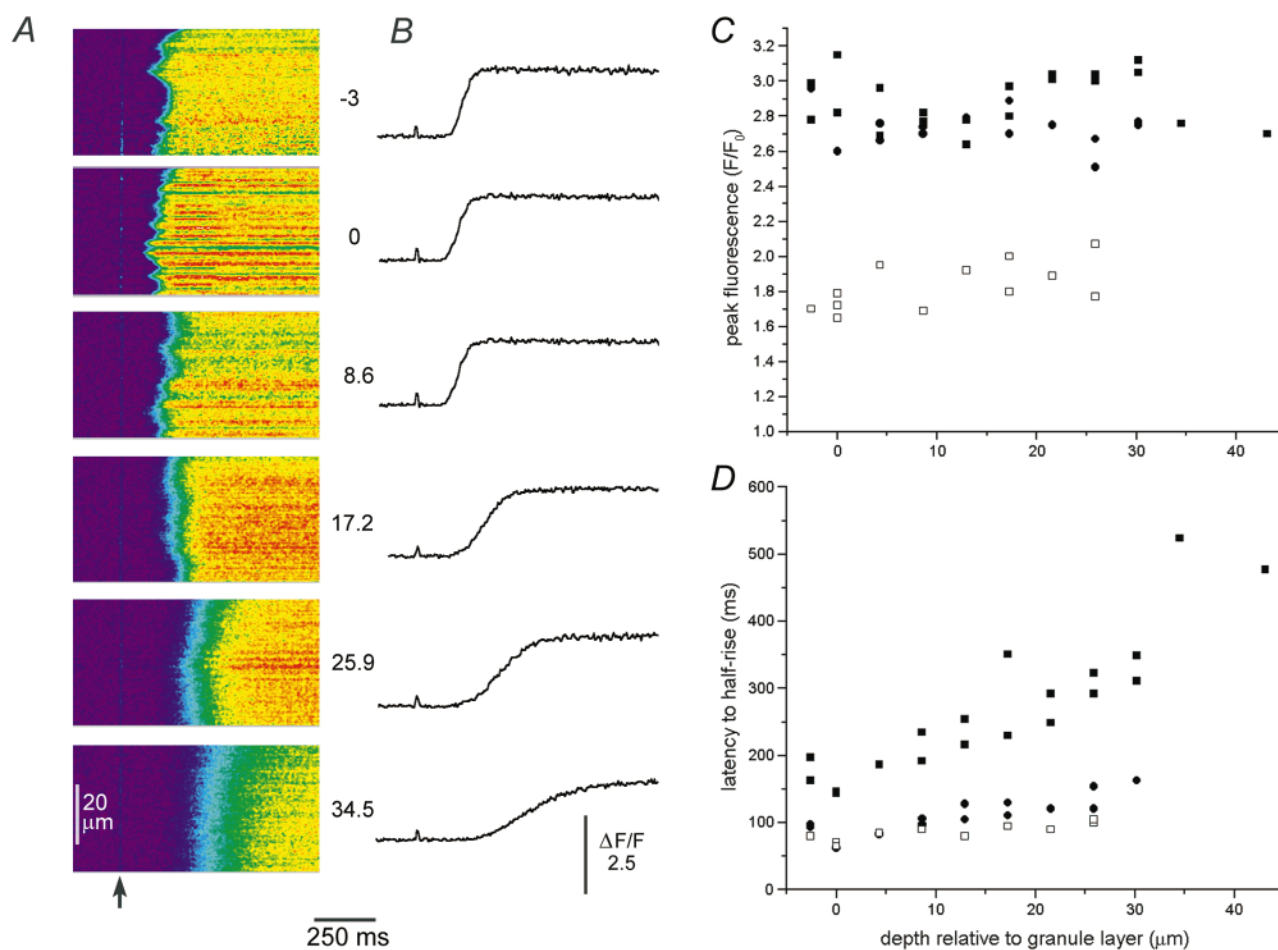 A
B
C
D
-3
0
8.6
17.2
25.9
34.5
20
μm
250 ms
ΔF/F
2.5
peak fluorescence (F/F0)
3.2
3.0
2.8
2.6
2.4
2.2
2.0
1.8
1.6
1.4
1.2
1.0
0 10 20 30 40
latency to half-rise (ms)
600
500
400
300
200
100
0
0 10 20 30 40
depth relative to granule layer (μm)